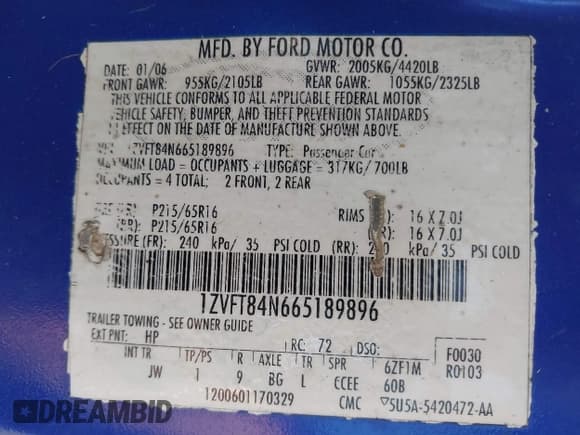 MFD. BY FORD MOTOR CO.
DATE: 01/06 GVWR: 2005KG/4420LB
FRONT GAWR: 955KG/2105LB REAR GAWR: 1055KG/2325LB
THIS VEHICLE CONFORMS TO ALL APPLICABLE FEDERAL MOTOR
VEHICLE SAFETY, BUMPER, AND THEFT PREVENTION STANDARDS
IN EFFECT ON THE DATE OF MANUFACTURE SHOWN ABOVE.
1ZVFT84N665189896 TYPE: Passenger Car
MAXIMUM LOAD = OCCUPANTS + LUGGAGE = 317KG/ 700LB
OCCUPANTS = 4 TOTAL: 2 FRONT, 2 REAR
P215/65R16 RIMS 16 X 7.0J
P215/65R16 16 X 7.0J
PRESSURE (FR): 240 kPa/ 35 PSI COLD (RR): kPa/ 35 PSI COLD
1ZVFT84N665189896
TRAILER TOWING - SEE OWNER GUIDE
EXT PNT: HP RC: 72 DSO: F0030
INT TR TP/PS R AXLE TR SPR 6ZF1M R0103
JW 1 9 BG L CCEE 60B
1200601170329 CMC ▽5U5A-5420472-AA
DREAMBID